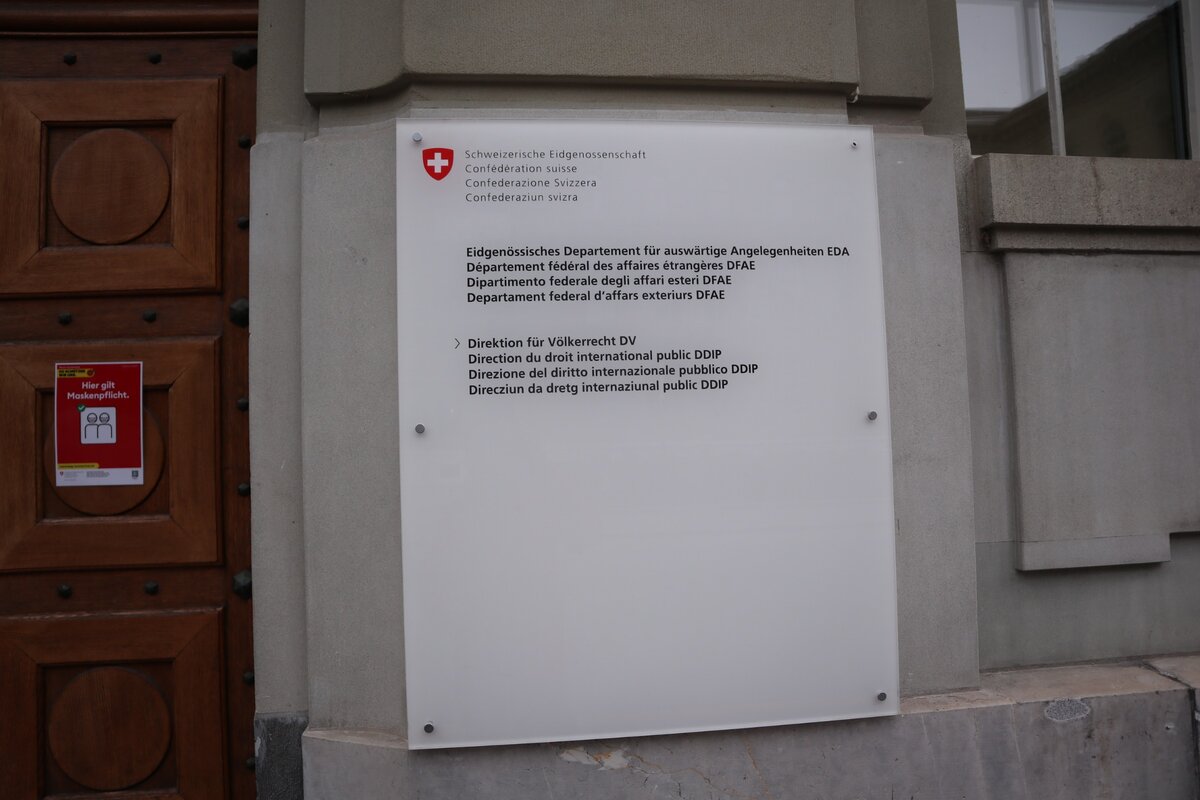 Schweizerische Eidgenossenschaft
Confédération suisse
Confederazione Svizzera
Confederaziun svizra
Eidgenössisches Departement für auswärtige Angelegenheiten EDA
Département fédéral des affaires étrangères DFAE
Dipartimento federale degli affari esteri DFAE
Departament federal d'affars exteriurs DFAE
> Direktion für Völkerrecht DV
Direction du droit international public DDIP
Direzione del diritto internazionale pubblico DDIP
Direcziun da dretg internaziunal public DDIP
Hier gilt
Maskenpflicht.